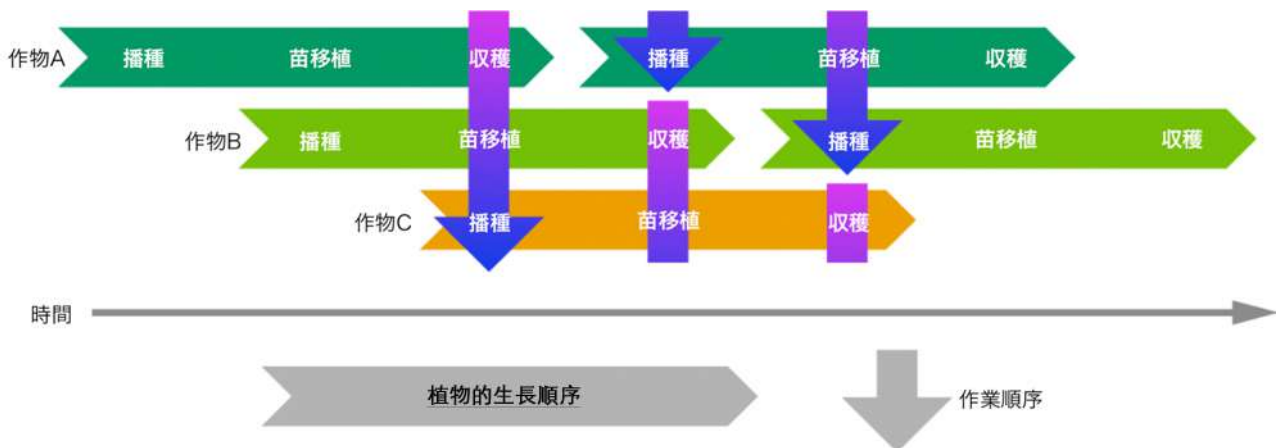 作物A
播種 苗移植 収穫 播種 苗移植 収穫
作物B
播種 苗移植 収穫 播種 苗移植 収穫
作物C
播種 苗移植 収穫
時間
植物的生長順序
作業順序